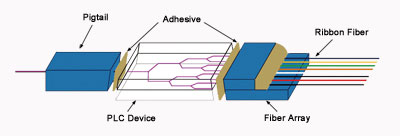 Pigtail
Adhesive
Ribbon Fiber
PLC Device
Fiber Array